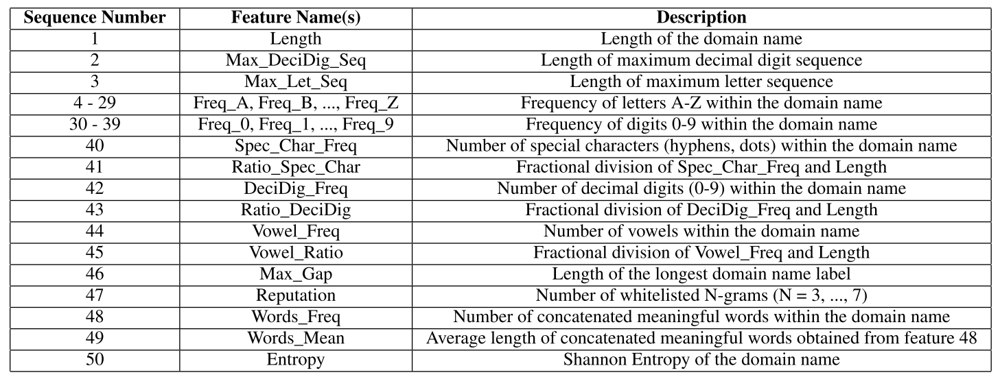 Sequence Number Feature Name(s) Description
1 Length Length of the domain name
2 Max_DeciDig_Seq Length of maximum decimal digit sequence
3 Max_Let_Seq Length of maximum letter sequence
4 - 29 Freq_A, Freq_B, ..., Freq_Z Frequency of letters A-Z within the domain name
30 - 39 Freq_0, Freq_1, ..., Freq_9 Frequency of digits 0-9 within the domain name
40 Spec_Char_Freq Number of special characters (hyphens, dots) within the domain name
41 Ratio_Spec_Char Fractional division of Spec_Char_Freq and Length
42 DeciDig_Freq Number of decimal digits (0-9) within the domain name
43 Ratio_DeciDig Fractional division of DeciDig_Freq and Length
44 Vowel_Freq Number of vowels within the domain name
45 Vowel_Ratio Fractional division of Vowel_Freq and Length
46 Max_Gap Length of the longest domain name label
47 Reputation Number of whitelisted N-grams (N = 3, ..., 7)
48 Words_Freq Number of concatenated meaningful words within the domain name
49 Words_Mean Average length of concatenated meaningful words obtained from feature 48
50 Entropy Shannon Entropy of the domain name